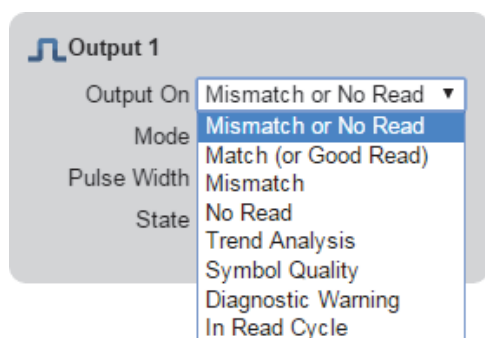 Output 1
Output On Mismatch or No Read
Mode
Pulse Width
State
Mismatch or No Read
Match (or Good Read)
Mismatch
No Read
Trend Analysis
Symbol Quality
Diagnostic Warning
In Read Cycle